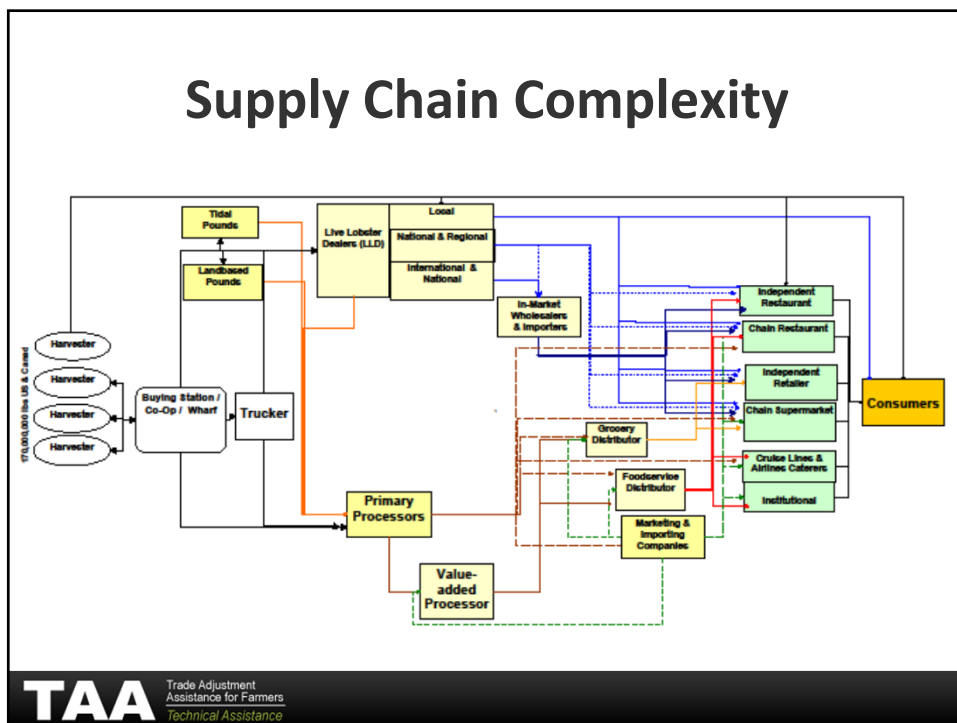 Supply Chain Complexity
Tidal
Pounds
Landbased
Pounds
Live Lobster
Dealers (LLD)
Local
National & Regional
International &
National
In-Market
Wholesalers
& Importers
Independent
Restaurant
Chain Restaurant
Independent
Retailer
Chain Supermarket
Cruise Lines &
Airlines Caterers
Institutional
Consumers
170,000,000 lbs US & Canad
Harvester
Harvester
Harvester
Harvester
Buying Station /
Co-Op / Wharf
Trucker
Grocery
Distributor
Foodservice
Distributor
Marketing &
Importing
Companies
Primary
Processors
Value-
added
Processor
TAA
Trade Adjustment
Assistance for Farmers
Technical Assistance